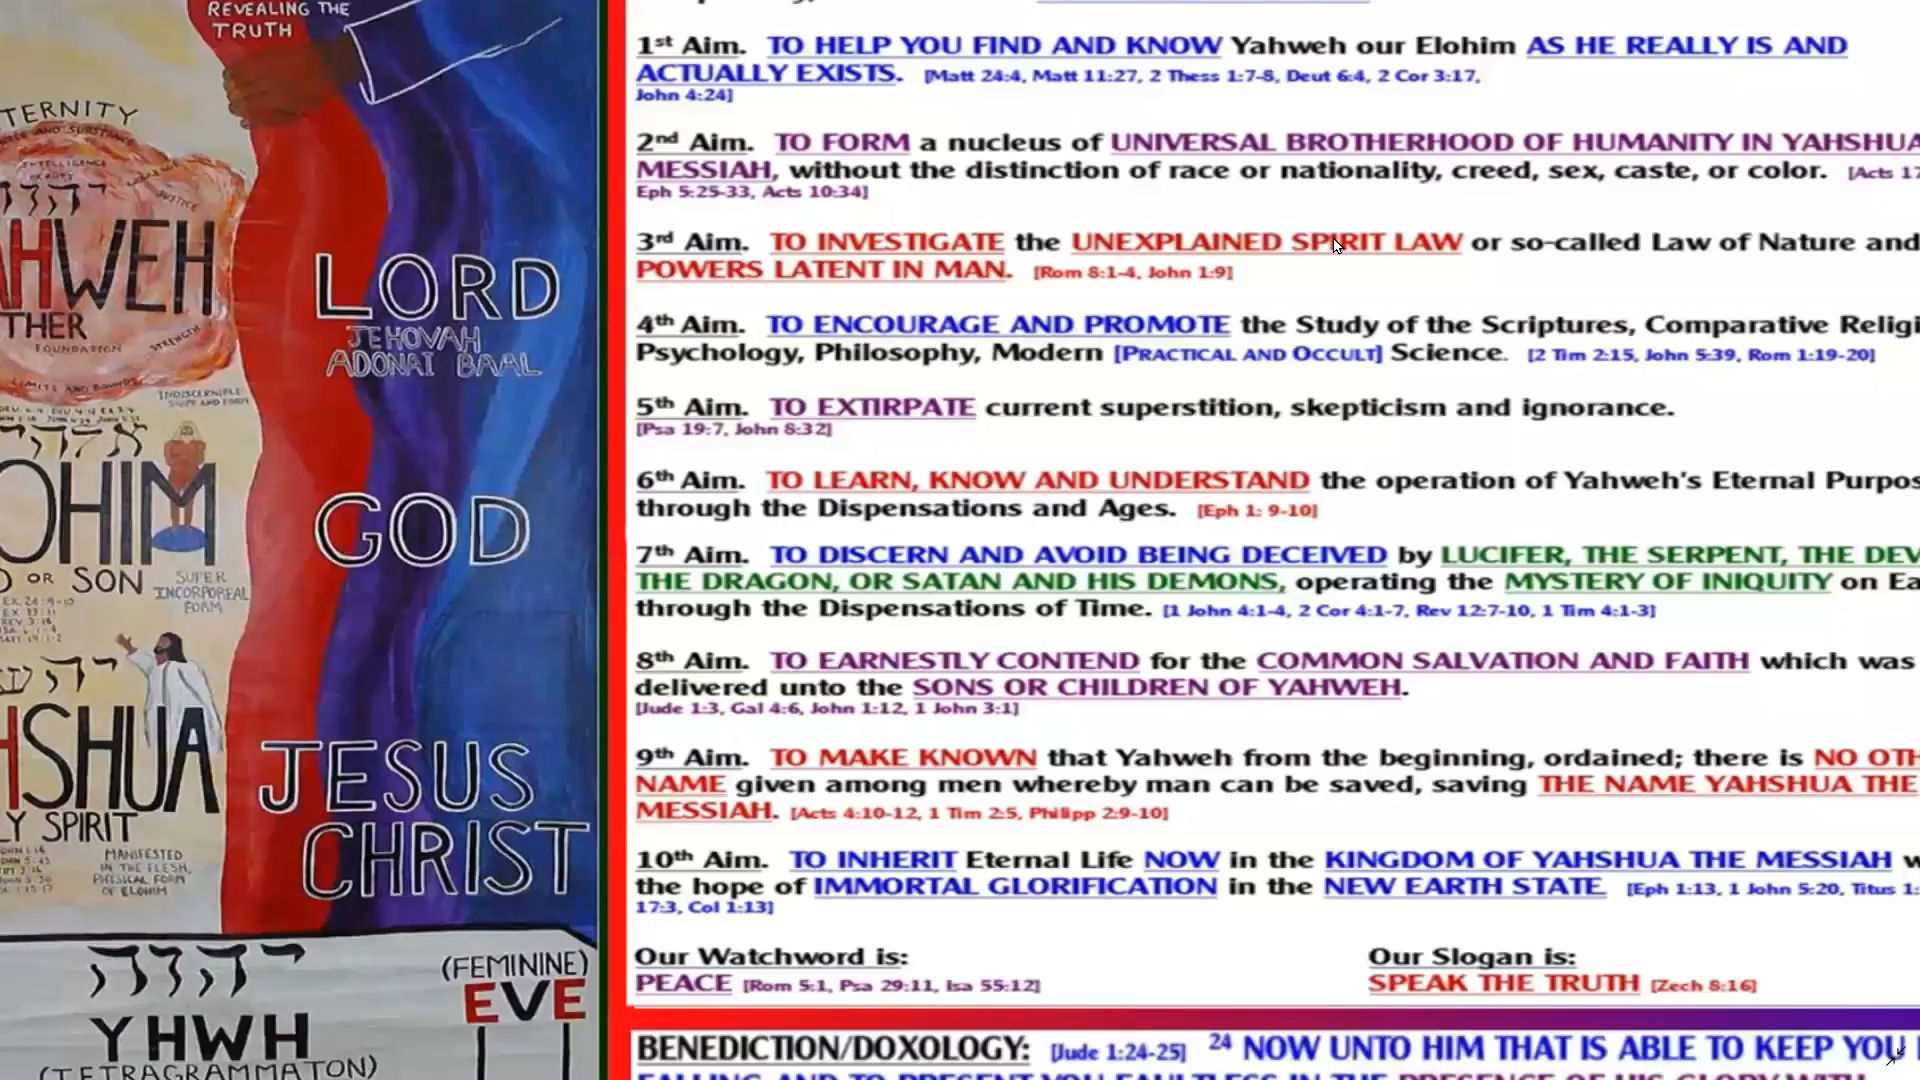 REVEALING THE
TRUTH
TERNITY
INTELLIGENCE
JUSTICE
יהוה
AHWEH
THER
FOUNDATION
STRENGTH
LIMITS AND BOUNDS
INDISCERNIBLE
SHAPE AND FORM
LORD
JEHOVAH
ADONAI BAAL
OHIM
OR SON
SUPER
INCORPOREAL
FORM
GOD
HSHUA
LY SPIRIT
MANIFESTED
IN THE FLESH,
PHYSICAL FORM
OF ELOHIM
JESUS
CHRIST
יהוה
YHWH
(TETRAGRAMMATON)
(FEMININE)
EVE
1st Aim. TO HELP YOU FIND AND KNOW Yahweh our Elohim AS HE REALLY IS AND
ACTUALLY EXISTS. [Matt 24:4, Matt 11:27, 2 Thess 1:7-8, Deut 6:4, 2 Cor 3:17,
John 4:24]
2nd Aim. TO FORM a nucleus of UNIVERSAL BROTHERHOOD OF HUMANITY IN YAHSHUA
MESSIAH, without the distinction of race or nationality, creed, sex, caste, or color. [Acts 17
Eph 5:25-33, Acts 10:34]
3rd Aim. TO INVESTIGATE the UNEXPLAINED SPIRIT LAW or so-called Law of Nature and
POWERS LATENT IN MAN. [Rom 8:1-4, John 1:9]
4th Aim. TO ENCOURAGE AND PROMOTE the Study of the Scriptures, Comparative Religi
Psychology, Philosophy, Modern [PRACTICAL AND OCCULT] Science. [2 Tim 2:15, John 5:39, Rom 1:19-20]
5th Aim. TO EXTIRPATE current superstition, skepticism and ignorance.
[Psa 19:7, John 8:32]
6th Aim. TO LEARN, KNOW AND UNDERSTAND the operation of Yahweh's Eternal Purpos
through the Dispensations and Ages. [Eph 1: 9-10]
7th Aim. TO DISCERN AND AVOID BEING DECEIVED by LUCIFER, THE SERPENT, THE DEV
THE DRAGON, OR SATAN AND HIS DEMONS, operating the MYSTERY OF INIQUITY on Ea
through the Dispensations of Time. [1 John 4:1-4, 2 Cor 4:1-7, Rev 12:7-10, 1 Tim 4:1-3]
8th Aim. TO EARNESTLY CONTEND for the COMMON SALVATION AND FAITH which was
delivered unto the SONS OR CHILDREN OF YAHWEH.
[Jude 1:3, Gal 4:6, John 1:12, 1 John 3:1]
9th Aim. TO MAKE KNOWN that Yahweh from the beginning, ordained; there is NO OTH
NAME given among men whereby man can be saved, saving THE NAME YAHSHUA THE
MESSIAH. [Acts 4:10-12, 1 Tim 2:5, Philipp 2:9-10]
10th Aim. TO INHERIT Eternal Life NOW in the KINGDOM OF YAHSHUA THE MESSIAH w
the hope of IMMORTAL GLORIFICATION in the NEW EARTH STATE [Eph 1:13, 1 John 5:20, Titus 1:
17:3, Col 1:13]
Our Watchword is:
PEACE [Rom 5:1, Psa 29:11, Isa 55:12]
Our Slogan is:
SPEAK THE TRUTH [Zech 8:16]
BENEDICTION/DOXOLOGY: [Jude 1:24-25] 24 NOW UNTO HIM THAT IS ABLE TO KEEP YOU